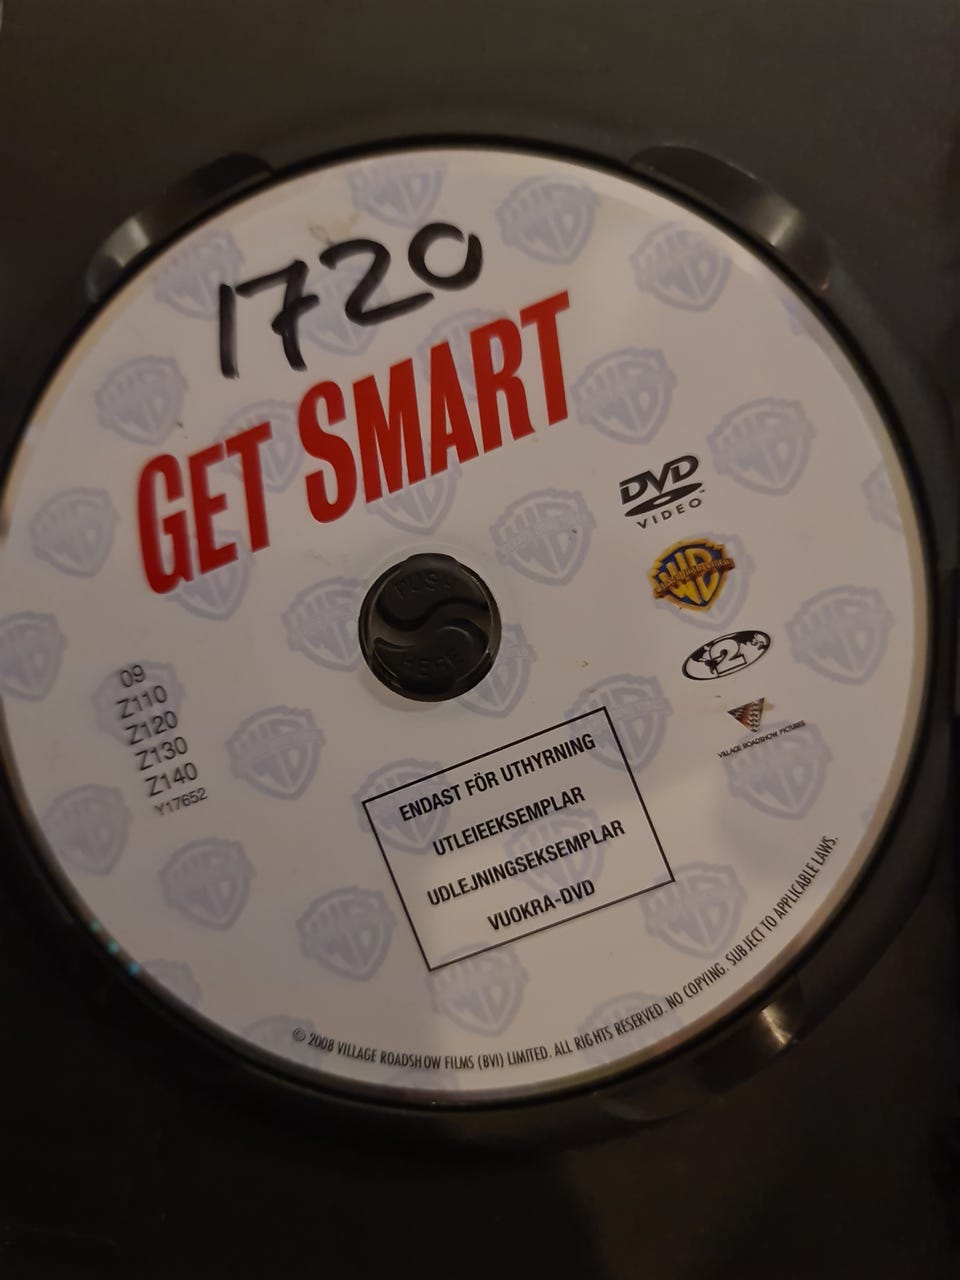 1720
GET SMART
DVD
VIDEO
WB
2
VILLAGE ROADSHOW PICTURES
PUSH
HERE
09
Z110
Z120
Z130
Z140
Y17652
ENDAST FÖR UTHYRNING
UTLEIEEKSEMPLAR
UDLEJNINGSEKSEMPLAR
VUOKRA-DVD
© 2008 VILLAGE ROADSHOW FILMS (BVI) LIMITED. ALL RIGHTS RESERVED. NO COPYING. SUBJECT TO APPLICABLE LAWS.